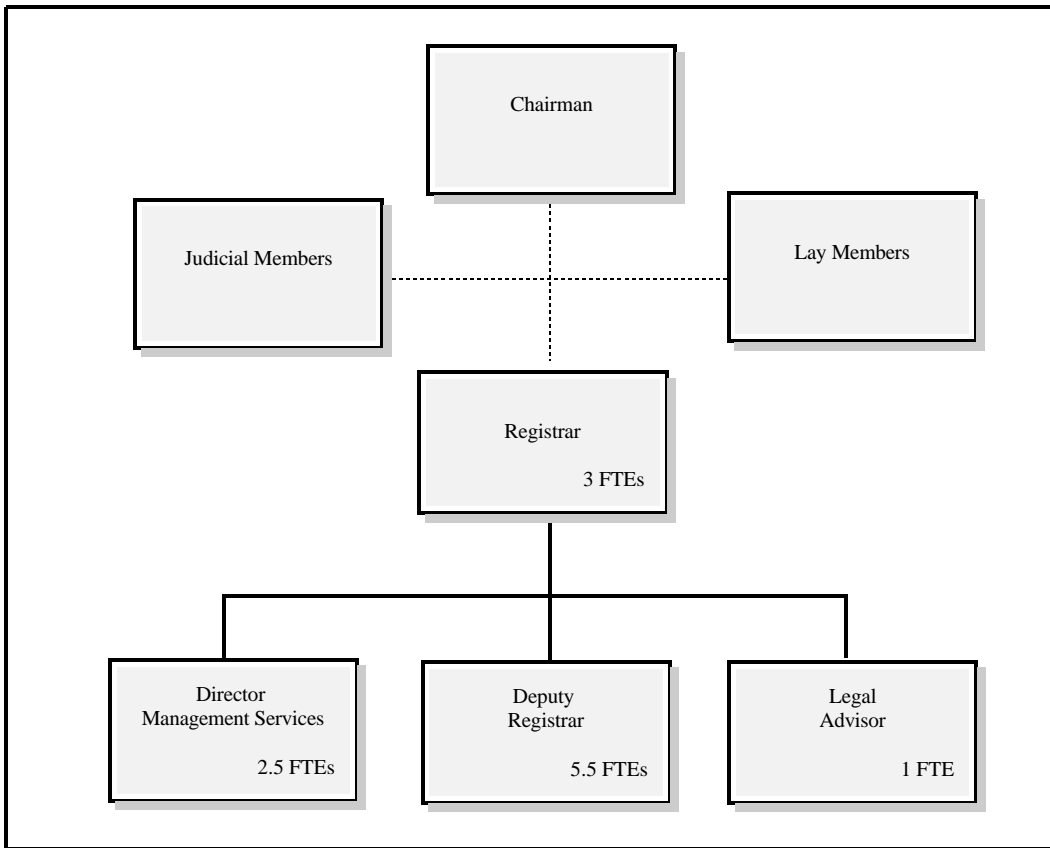 Chairman
Judicial Members
Lay Members
Registrar
3 FTEs
Director
Management Services
2.5 FTEs
Deputy
Registrar
5.5 FTEs
Legal
Advisor
1 FTE